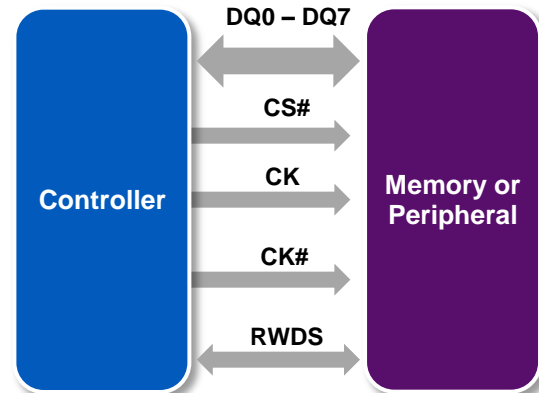 DQ0 – DQ7
CS#
CK
Controller
Memory or
Peripheral
CK#
RWDS